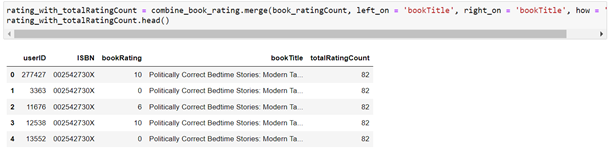 rating_with_totalRatingCount = combine_book_rating.merge(book_ratingCount, left_on = 'bookTitle', right_on = 'bookTitle', how = '
rating_with_totalRatingCount.head()
userID ISBN bookRating bookTitle totalRatingCount
0 277427 002542730X 10 Politically Correct Bedtime Stories: Modern Ta... 82
1 3363 002542730X 0 Politically Correct Bedtime Stories: Modern Ta... 82
2 11676 002542730X 6 Politically Correct Bedtime Stories: Modern Ta... 82
3 12538 002542730X 10 Politically Correct Bedtime Stories: Modern Ta... 82
4 13552 002542730X 0 Politically Correct Bedtime Stories: Modern Ta... 82